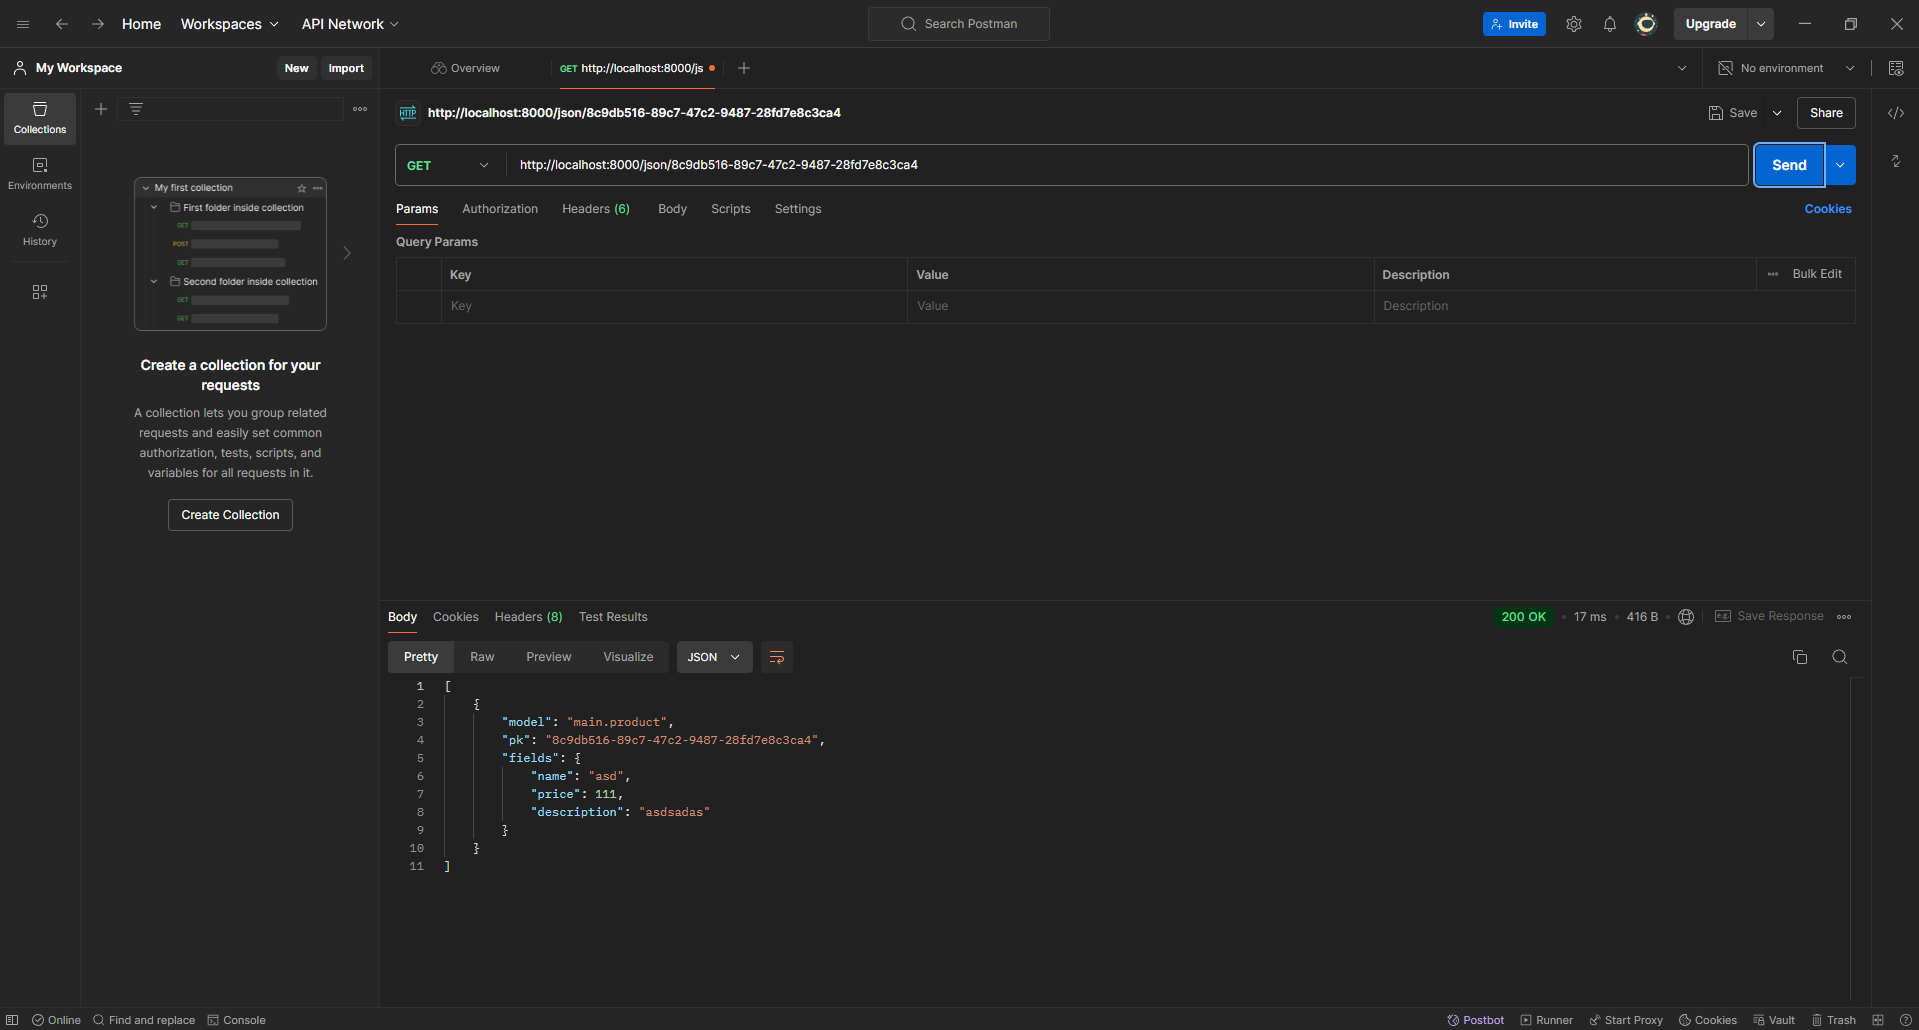 Home Workspaces API Network Search Postman Invite Upgrade
My Workspace New Import Overview GET http://localhost:8000/js No environment
Collections
Environments
History
My first collection
First folder inside collection
GET
POST
GET
Second folder inside collection
GET
GET
Create a collection for your
requests
A collection lets you group related
requests and easily set common
authorization, tests, scripts, and
variables for all requests in it.
Create Collection
HTTP http://localhost:8000/json/8c9db516-89c7-47c2-9487-28fd7e8c3ca4 Save Share
GET http://localhost:8000/json/8c9db516-89c7-47c2-9487-28fd7e8c3ca4 Send
Params Authorization Headers (6) Body Scripts Settings Cookies
Query Params
Key Value Description Bulk Edit
Key Value Description
Body Cookies Headers (8) Test Results 200 OK 17 ms 416 B e.g. Save Response
Pretty Raw Preview Visualize JSON
1 [
2 {
3 "model": "main.product",
4 "pk": "8c9db516-89c7-47c2-9487-28fd7e8c3ca4",
5 "fields": {
6 "name": "asd",
7 "price": 111,
8 "description": "asdsadas"
9 }
10 }
11 ]
Online Find and replace Console Postbot Runner Start Proxy Cookies Vault Trash